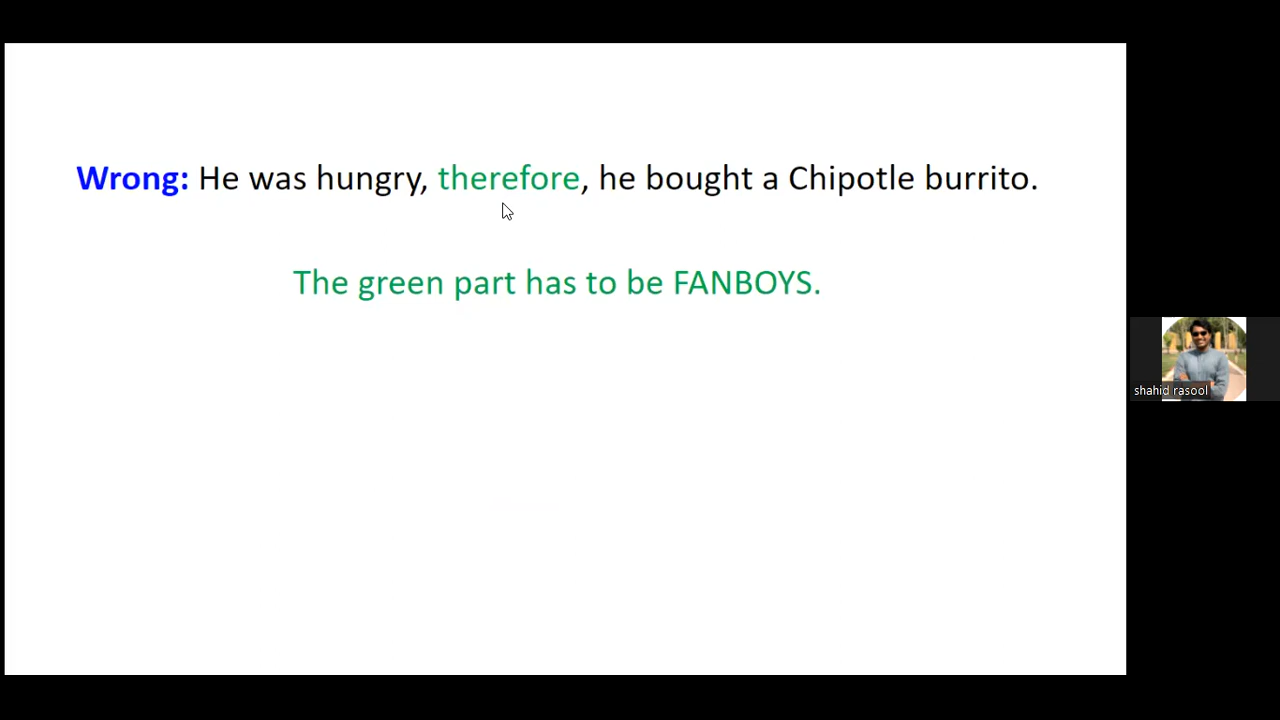 Wrong: He was hungry, therefore, he bought a Chipotle burrito.
The green part has to be FANBOYS.
shahid rasool